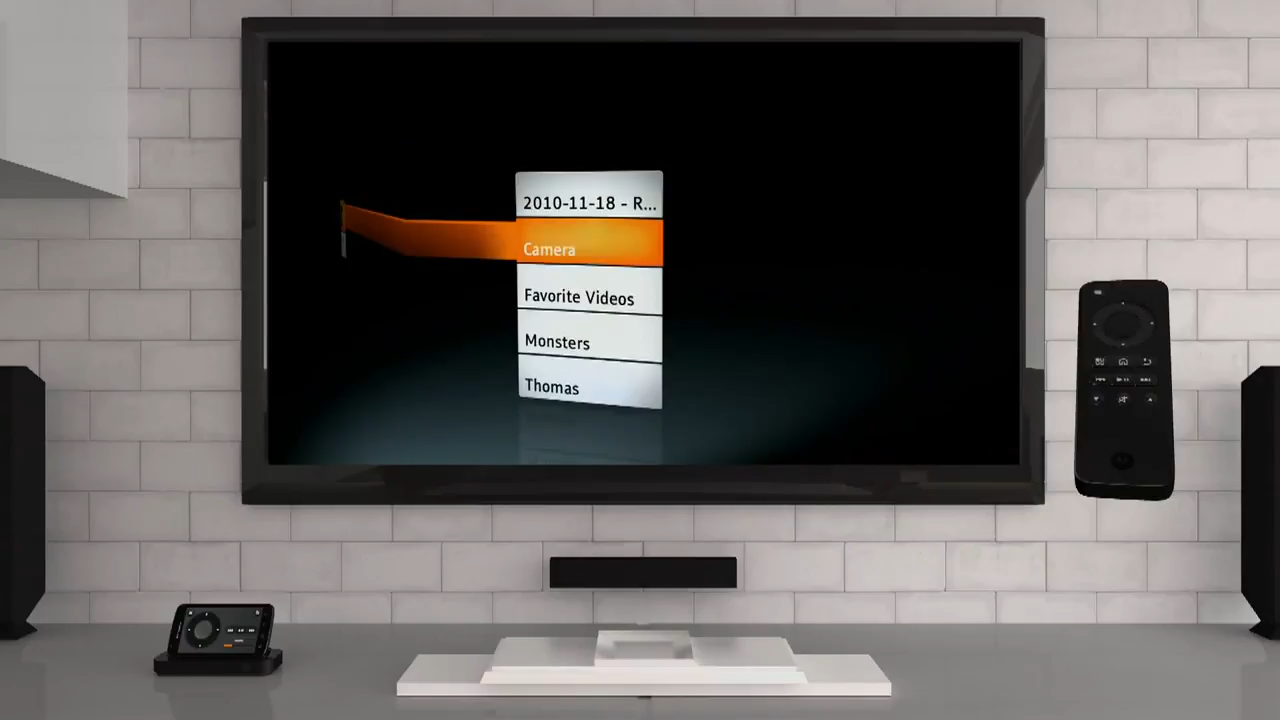 2010-11-18 - R...
Camera
Favorite Videos
Monsters
Thomas